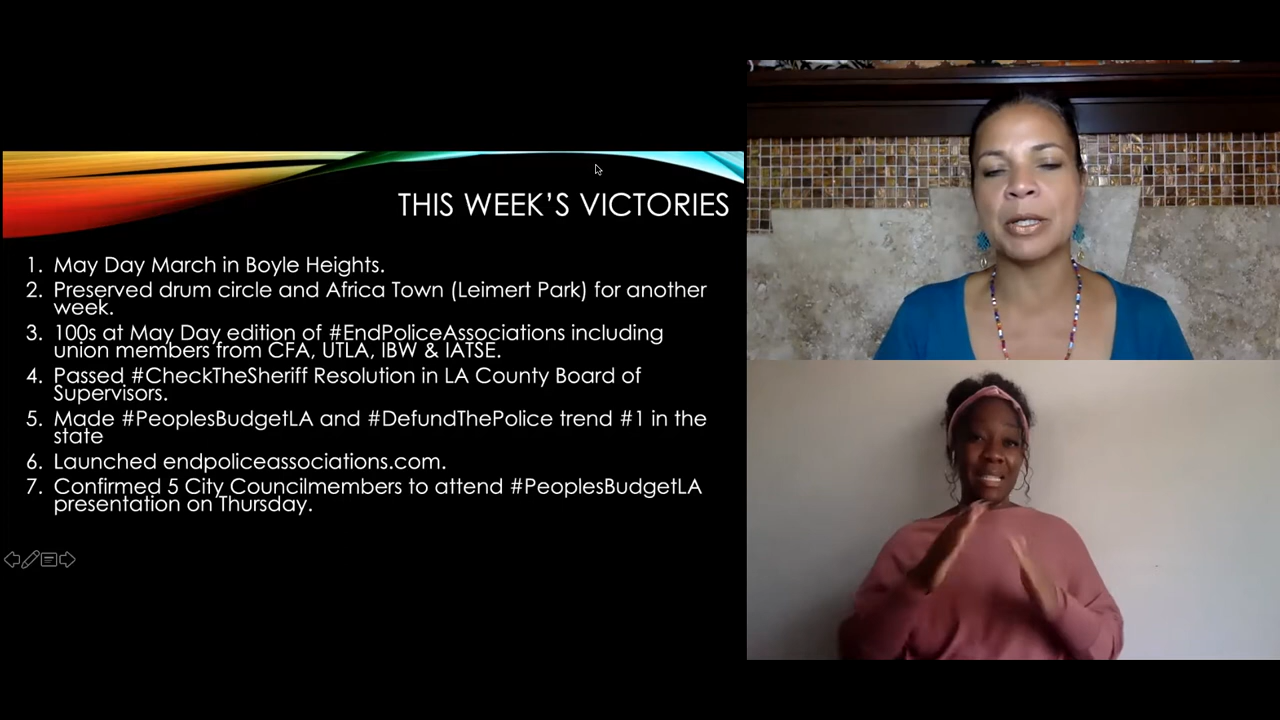 THIS WEEK'S VICTORIES
1. May Day March in Boyle Heights.
2. Preserved drum circle and Africa Town (Leimert Park) for another
week.
3. 100s at May Day edition of #EndPoliceAssociations including
union members from CFA, UTLA, IBW & IATSE.
4. Passed #CheckTheSheriff Resolution in LA County Board of
Supervisors.
5. Made #PeoplesBudgetLA and #DefundThePolice trend #1 in the
state
6. Launched endpoliceassociations.com.
7. Confirmed 5 City Councilmembers to attend #PeoplesBudgetLA
presentation on Thursday.